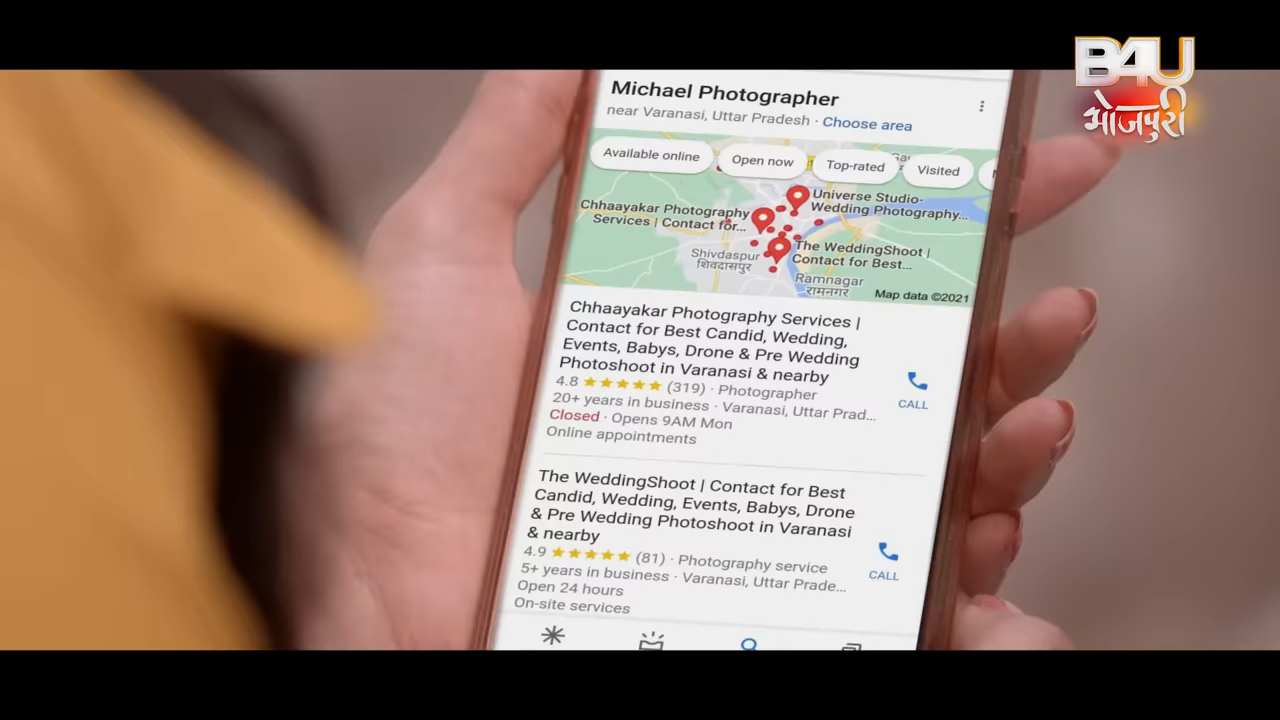 B4U
भोजपुरी
Michael Photographer
near Varanasi, Uttar Pradesh · Choose area
Available online
Open now
Top-rated
Visited
Universe Studio-
Wedding Photography...
Chhaayakar Photography
Services | Contact for...
The WeddingShoot |
Contact for Best...
Shivdaspur
शिवदासपुर
Ramnagar
रामनगर
Map data ©2021
Chhaayakar Photography Services |
Contact for Best Candid, Wedding,
Events, Babys, Drone & Pre Wedding
Photoshoot in Varanasi & nearby
4.8 ★★★★★ (319) · Photographer
20+ years in business · Varanasi, Uttar Prad...
Closed · Opens 9AM Mon
Online appointments
CALL
The WeddingShoot | Contact for Best
Candid, Wedding, Events, Babys, Drone
& Pre Wedding Photoshoot in Varanasi
& nearby
4.9 ★★★★★ (81) · Photography service
5+ years in business · Varanasi, Uttar Prade...
Open 24 hours
On-site services
CALL